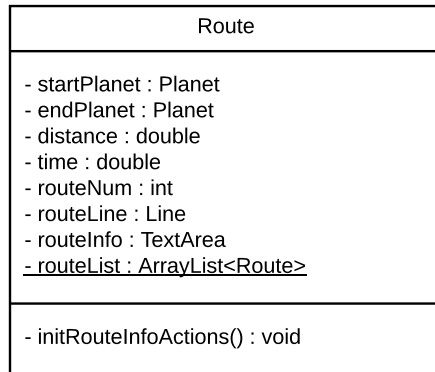 Route
- startPlanet : Planet
- endPlanet : Planet
- distance : double
- time : double
- routeNum : int
- routeLine : Line
- routeInfo : TextArea
- routeList : ArrayList<Route>
- initRouteInfoActions() : void